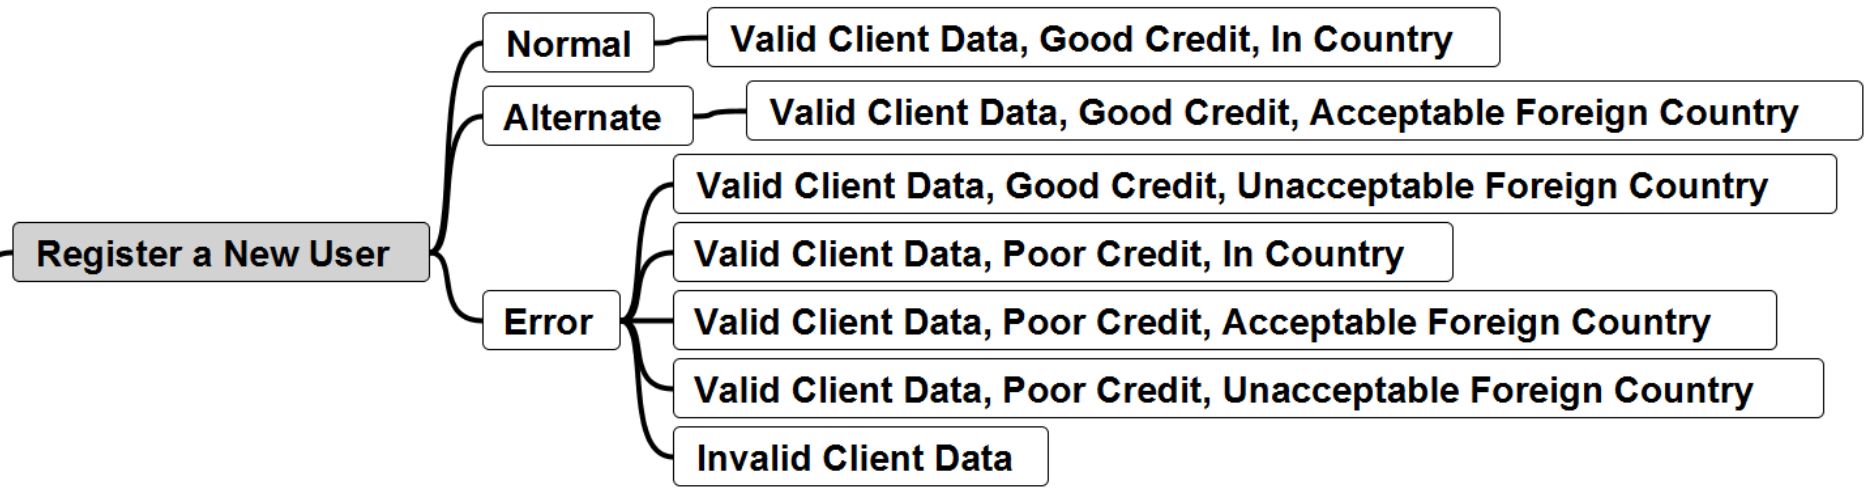 Normal
Valid Client Data, Good Credit, In Country
Alternate
Valid Client Data, Good Credit, Acceptable Foreign Country
Valid Client Data, Good Credit, Unacceptable Foreign Country
Register a New User
Valid Client Data, Poor Credit, In Country
Error
Valid Client Data, Poor Credit, Acceptable Foreign Country
Valid Client Data, Poor Credit, Unacceptable Foreign Country
Invalid Client Data